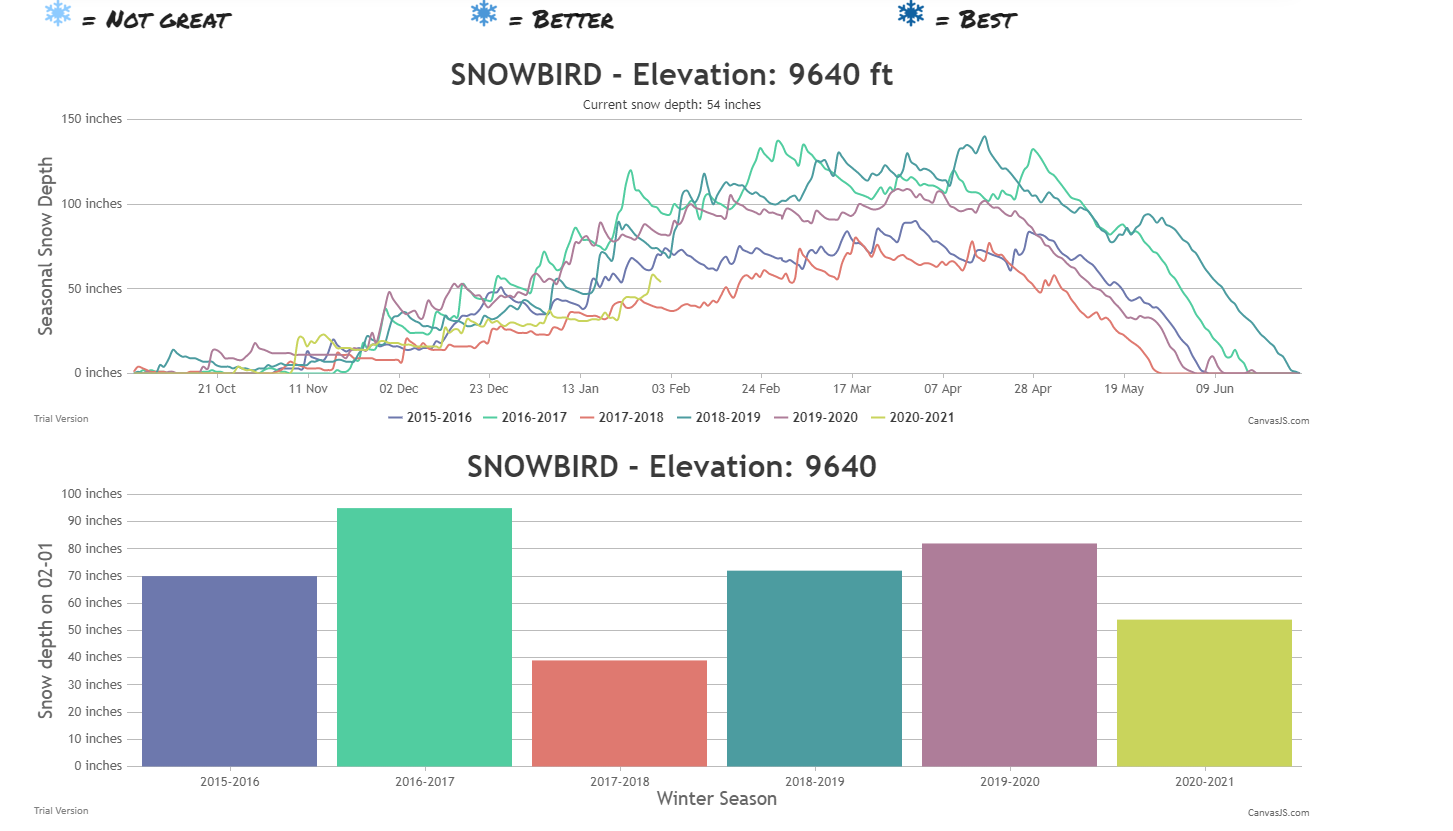 = Not great = Better = Best
SNOWBIRD - Elevation: 9640 ft
Current snow depth: 54 inches
Seasonal Snow Depth
150 inches
100 inches
50 inches
0 inches
21 Oct 11 Nov 02 Dec 23 Dec 13 Jan 03 Feb 24 Feb 17 Mar 07 Apr 28 Apr 19 May 09 Jun
2015-2016 2016-2017 2017-2018 2018-2019 2019-2020 2020-2021
Trial Version CanvasJS.com
SNOWBIRD - Elevation: 9640
Snow depth on 02-01
100 inches
90 inches
80 inches
70 inches
60 inches
50 inches
40 inches
30 inches
20 inches
10 inches
0 inches
2015-2016 2016-2017 2017-2018 2018-2019 2019-2020 2020-2021
Winter Season
Trial Version CanvasJS.com